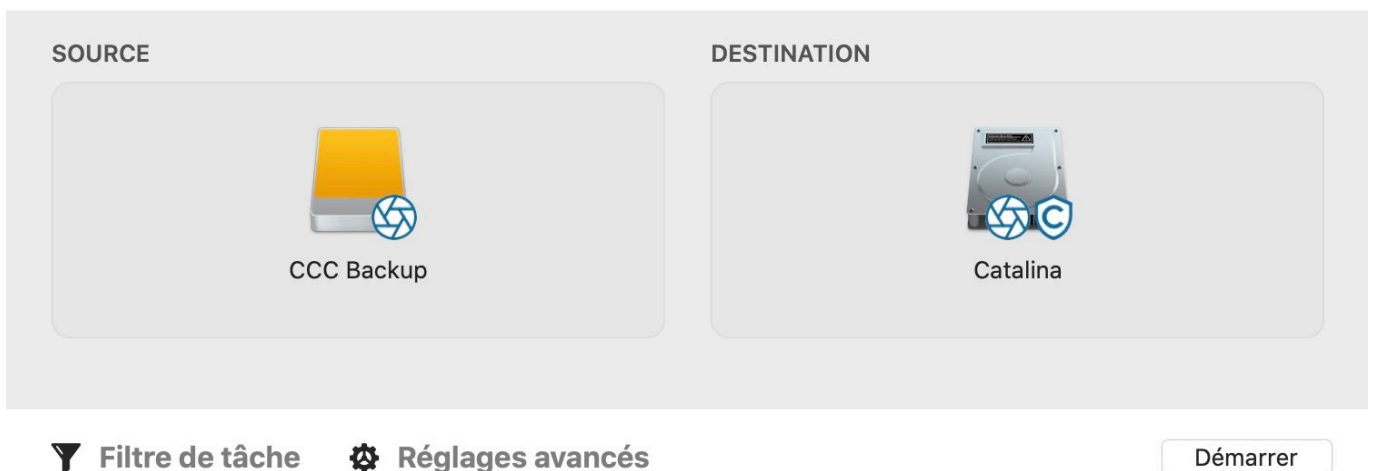 SOURCE
DESTINATION
CCC Backup
Catalina
Filtre de tâche
Réglages avancés
Démarrer